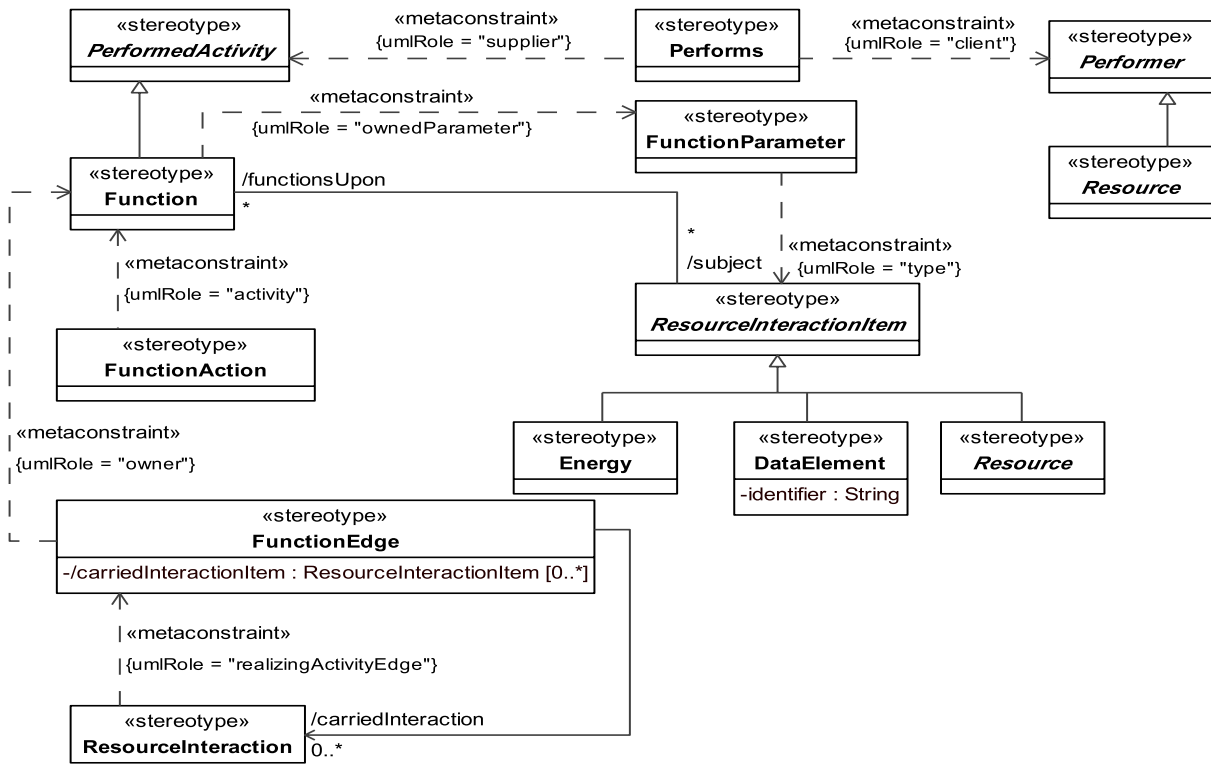 «stereotype»
PerformedActivity
«metaconstraint»
{umlRole = "supplier"}
«stereotype»
Performs
«metaconstraint»
{umlRole = "client"}
«stereotype»
Performer
«metaconstraint»
{umlRole = "ownedParameter"}
«stereotype»
FunctionParameter
«stereotype»
Resource
«stereotype»
Function
/functionsUpon
*
*
/subject
«metaconstraint»
{umlRole = "type"}
«metaconstraint»
{umlRole = "activity"}
«stereotype»
ResourceInteractionItem
«stereotype»
FunctionAction
«metaconstraint»
{umlRole = "owner"}
«stereotype»
Energy
«stereotype»
DataElement
-identifier : String
«stereotype»
Resource
«stereotype»
FunctionEdge
-/carriedInteractionItem : ResourceInteractionItem [0..*]
«metaconstraint»
{umlRole = "realizingActivityEdge"}
«stereotype»
ResourceInteraction
/carriedInteraction
0..*